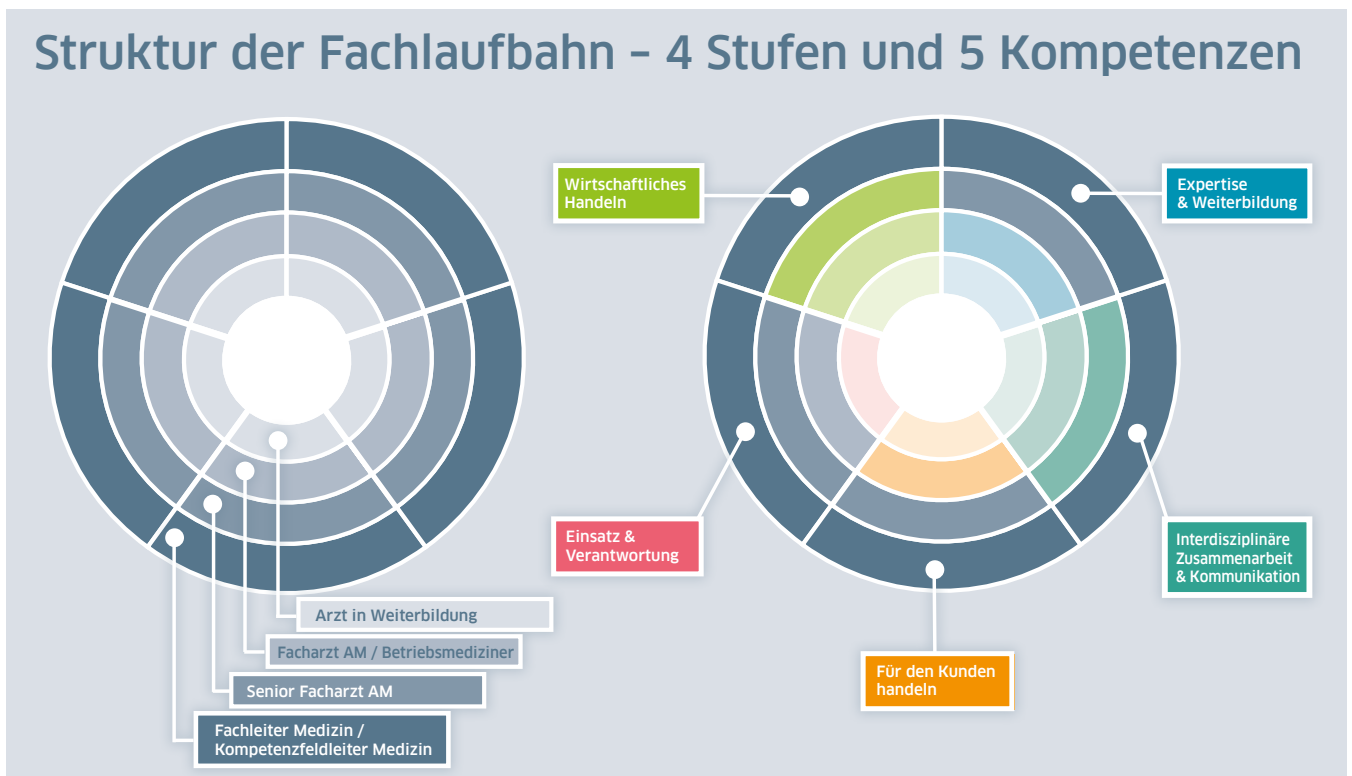 Struktur der Fachlaufbahn – 4 Stufen und 5 Kompetenzen
Arzt in Weiterbildung
Facharzt AM / Betriebsmediziner
Senior Facharzt AM
Fachleiter Medizin /
Kompetenzfeldleiter Medizin
Wirtschaftliches
Handeln
Expertise
& Weiterbildung
Einsatz &
Verantwortung
Interdisziplinäre
Zusammenarbeit
& Kommunikation
Für den Kunden
handeln